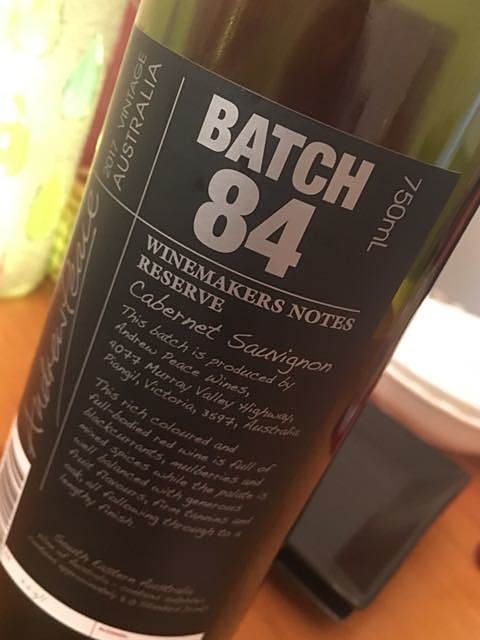 2017 VINTAGE
AUSTRALIA
Andrew Peace
BATCH
84
750mL
WINEMAKERS NOTES
RESERVE
Cabernet Sauvignon
This batch is produced by
Andrew Peace Wines,
4077 Murray Valley Highway,
Piangil, Victoria, 3597, Australia
This rich coloured and
full-bodied red wine is full of
blackcurrants, mulberries and
mixed spices while the palate is
well balanced with generous
fruit flavours, firm tannins and
oak, all following through to a
lengthy finish.
South Eastern Australia